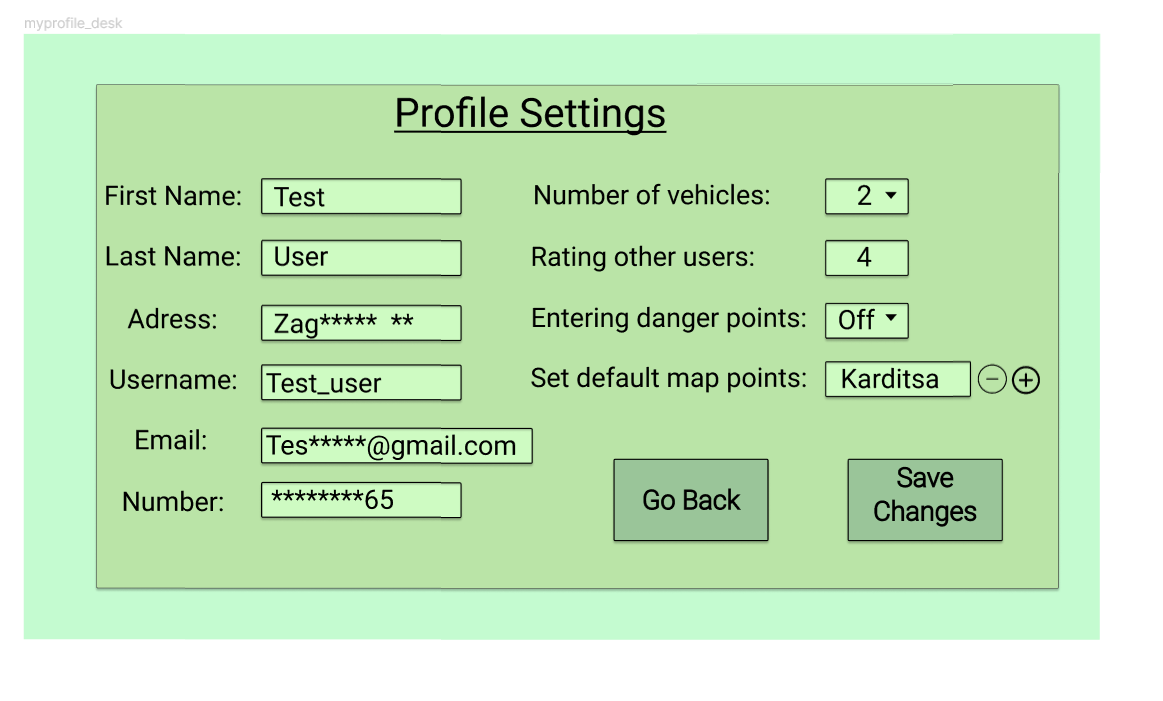 myprofile_desk
Profile Settings
First Name: Test
Last Name: User
Adress: Zag***** **
Username: Test_user
Email: Tes*****@gmail.com
Number: ********65
Number of vehicles: 2
Rating other users: 4
Entering danger points: Off
Set default map points: Karditsa
Go Back
Save
Changes